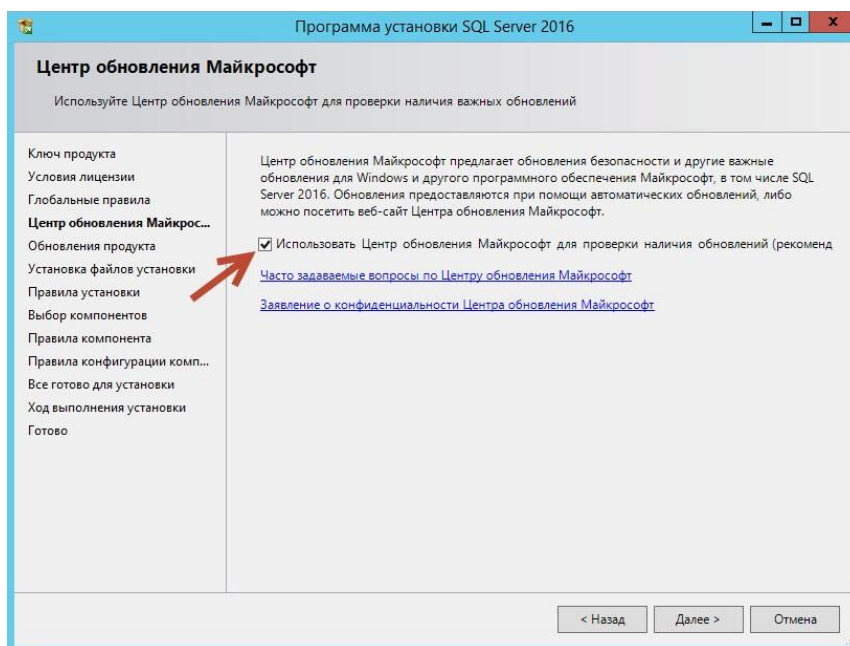 Программа установки SQL Server 2016
Центр обновления Майкрософт
Используйте Центр обновления Майкрософт для проверки наличия важных обновлений
Ключ продукта
Условия лицензии
Глобальные правила
Центр обновления Майкрос...
Обновления продукта
Установка файлов установки
Правила установки
Выбор компонентов
Правила компонента
Правила конфигурации комп...
Все готово для установки
Ход выполнения установки
Готово
Центр обновления Майкрософт предлагает обновления безопасности и другие важные
обновления для Windows и другого программного обеспечения Майкрософт, в том числе SQL
Server 2016. Обновления предоставляются при помощи автоматических обновлений, либо
можно посетить веб-сайт Центра обновления Майкрософт.
Использовать Центр обновления Майкрософт для проверки наличия обновлений (рекоменд
Часто задаваемые вопросы по Центру обновления Майкрософт
Заявление о конфиденциальности Центра обновления Майкрософт
< Назад
Далее >
Отмена